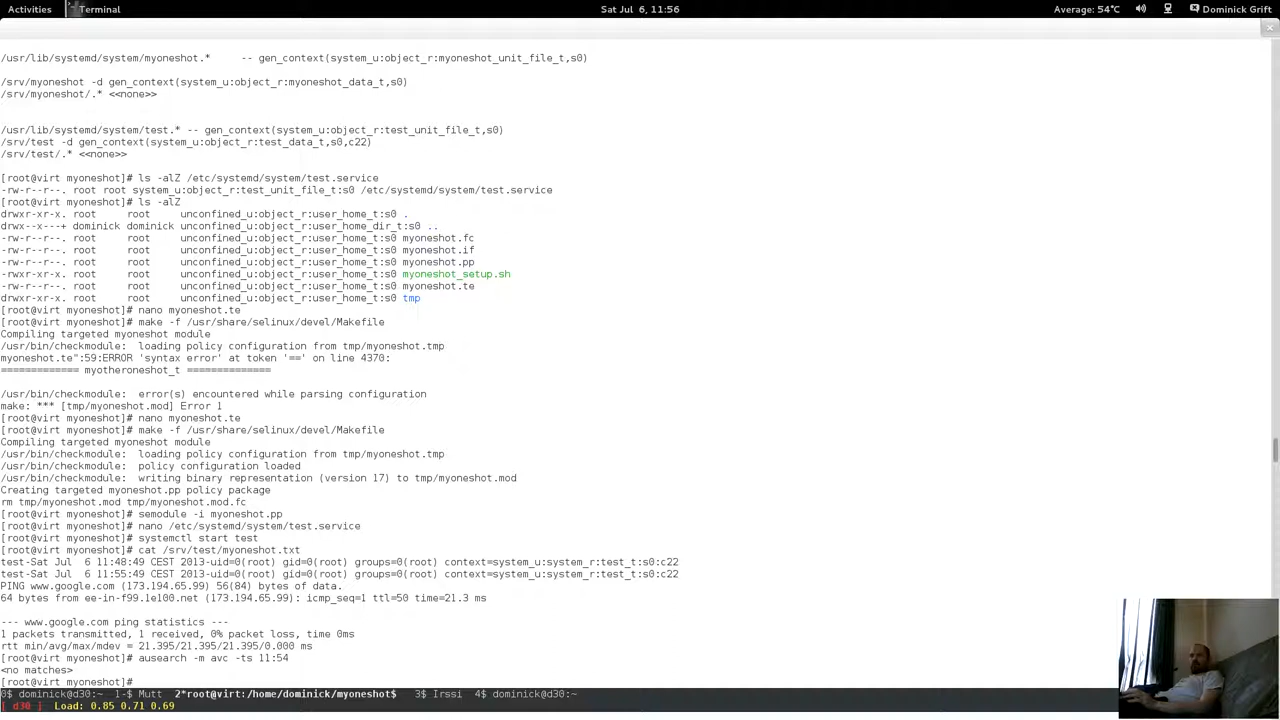 Activities Terminal Sat Jul 6, 11:56 Average: 54°C Dominick Grift
/usr/lib/systemd/system/myoneshot.* -- gen_context(system_u:object_r:myoneshot_unit_file_t,s0)
/srv/myoneshot -d gen_context(system_u:object_r:myoneshot_data_t,s0)
/srv/myoneshot/.* <<none>>
/usr/lib/systemd/system/test.* -- gen_context(system_u:object_r:test_unit_file_t,s0)
/srv/test -d gen_context(system_u:object_r:test_data_t,s0,c22)
/srv/test/.* <<none>>
[root@virt myoneshot]# ls -alZ /etc/systemd/system/test.service
-rw-r--r--. root root system_u:object_r:test_unit_file_t:s0 /etc/systemd/system/test.service
[root@virt myoneshot]# ls -alZ
drwxr-xr-x. root root unconfined_u:object_r:user_home_t:s0 .
drwx--x---+ dominick dominick unconfined_u:object_r:user_home_dir_t:s0 ..
-rw-r--r--. root root unconfined_u:object_r:user_home_t:s0 myoneshot.fc
-rw-r--r--. root root unconfined_u:object_r:user_home_t:s0 myoneshot.if
-rw-r--r--. root root unconfined_u:object_r:user_home_t:s0 myoneshot.pp
-rwxr-xr-x. root root unconfined_u:object_r:user_home_t:s0 myoneshot_setup.sh
-rw-r--r--. root root unconfined_u:object_r:user_home_t:s0 myoneshot.te
drwxr-xr-x. root root unconfined_u:object_r:user_home_t:s0 tmp
[root@virt myoneshot]# nano myoneshot.te
[root@virt myoneshot]# make -f /usr/share/selinux/devel/Makefile
Compiling targeted myoneshot module
/usr/bin/checkmodule: loading policy configuration from tmp/myoneshot.tmp
myoneshot.te":59:ERROR 'syntax error' at token '==' on line 4370:
============= myotheroneshot_t ==============
/usr/bin/checkmodule: error(s) encountered while parsing configuration
make: *** [tmp/myoneshot.mod] Error 1
[root@virt myoneshot]# nano myoneshot.te
[root@virt myoneshot]# make -f /usr/share/selinux/devel/Makefile
Compiling targeted myoneshot module
/usr/bin/checkmodule: loading policy configuration from tmp/myoneshot.tmp
/usr/bin/checkmodule: policy configuration loaded
/usr/bin/checkmodule: writing binary representation (version 17) to tmp/myoneshot.mod
Creating targeted myoneshot.pp policy package
rm tmp/myoneshot.mod tmp/myoneshot.mod.fc
[root@virt myoneshot]# semodule -i myoneshot.pp
[root@virt myoneshot]# nano /etc/systemd/system/test.service
[root@virt myoneshot]# systemctl start test
[root@virt myoneshot]# cat /srv/test/myoneshot.txt
test-Sat Jul 6 11:48:49 CEST 2013-uid=0(root) gid=0(root) groups=0(root) context=system_u:system_r:test_t:s0:c22
test-Sat Jul 6 11:55:49 CEST 2013-uid=0(root) gid=0(root) groups=0(root) context=system_u:system_r:test_t:s0:c22
PING www.google.com (173.194.65.99) 56(84) bytes of data.
64 bytes from ee-in-f99.1e100.net (173.194.65.99): icmp_seq=1 ttl=50 time=21.3 ms
--- www.google.com ping statistics ---
1 packets transmitted, 1 received, 0% packet loss, time 0ms
rtt min/avg/max/mdev = 21.395/21.395/21.395/0.000 ms
[root@virt myoneshot]# ausearch -m avc -ts 11:54
<no matches>
[root@virt myoneshot]#
0$ dominick@d30:~ 1-$ Mutt 2*root@virt:/home/dominick/myoneshot$ 3$ Irssi 4$ dominick@d30:~
[ d30 ] Load: 0.85 0.71 0.69